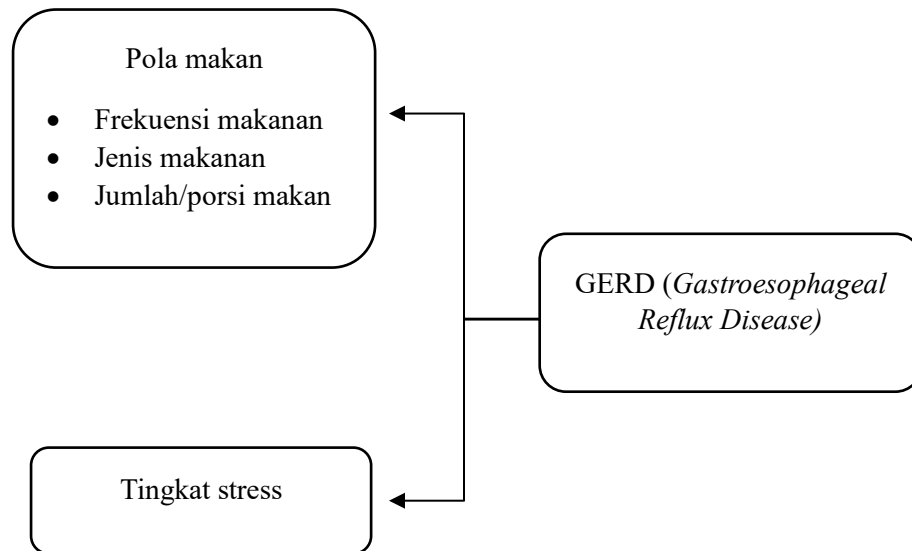 Pola makan
• Frekuensi makanan
• Jenis makanan
• Jumlah/porsi makan
GERD (Gastroesophageal
Reflux Disease)
Tingkat stress